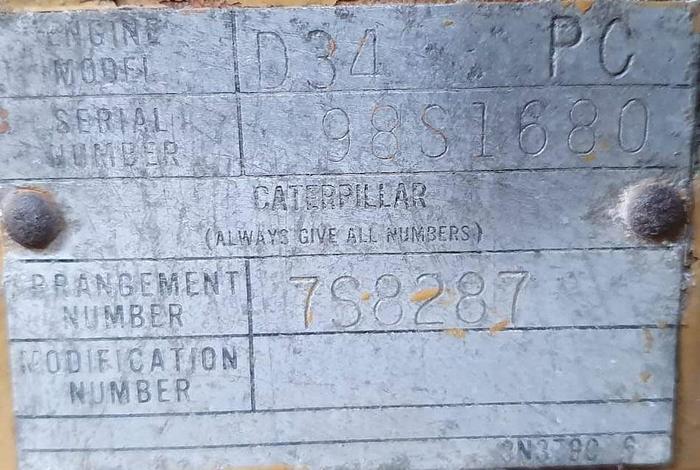 ENGINE MODEL D34 PC
SERIAL NUMBER 98S1680
CATERPILLAR
(ALWAYS GIVE ALL NUMBERS)
ARRANGEMENT NUMBER 7S8287
MODIFICATION NUMBER